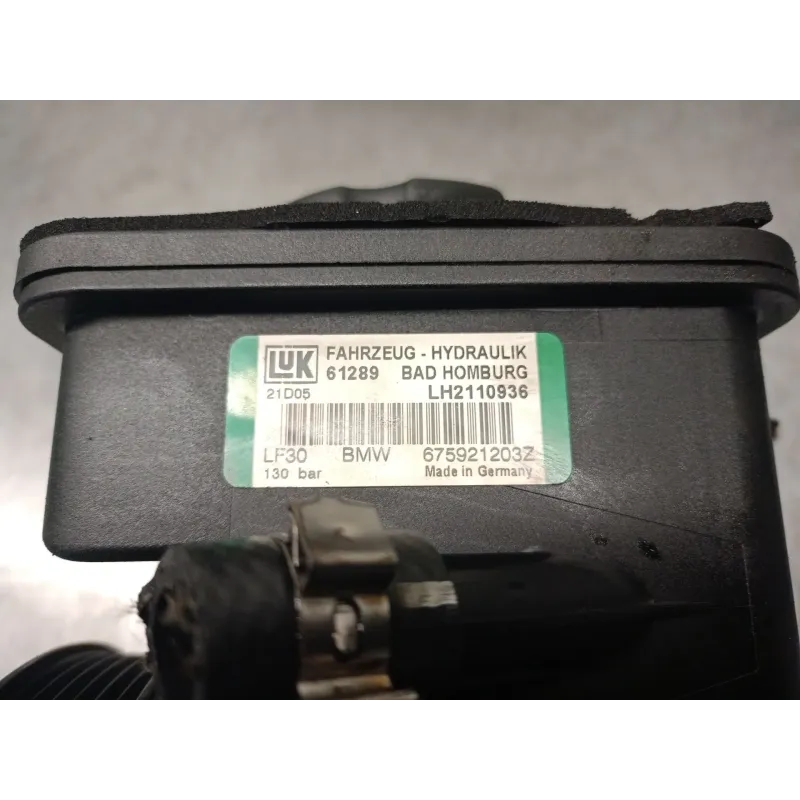 LUK FAHRZEUG - HYDRAULIK
61289 BAD HOMBURG
21D05 LH2110936
LF30 BMW 675921203Z
130 bar Made in Germany